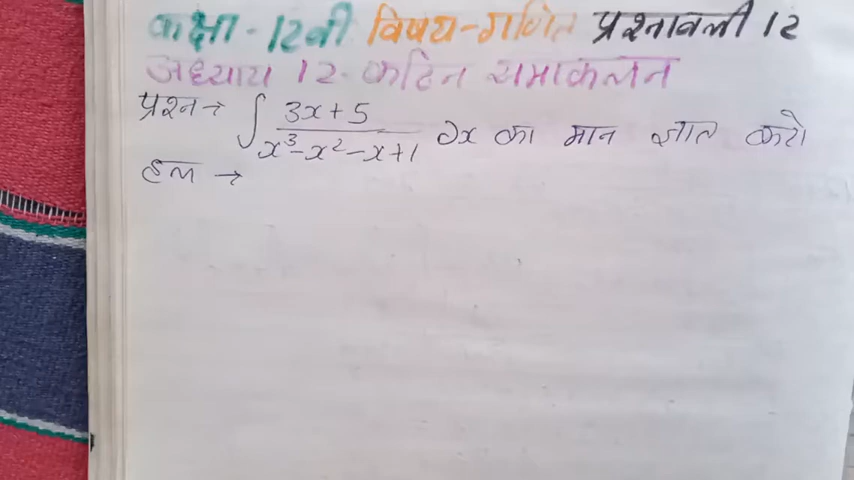 कक्षा - 12वी विषय-गणित प्रश्नावली 12
अध्याय 12. कठिन समाकलन
प्रश्न → ∫ (3x+5)/(x³-x²-x+1) dx का मान ज्ञात करो
हल →